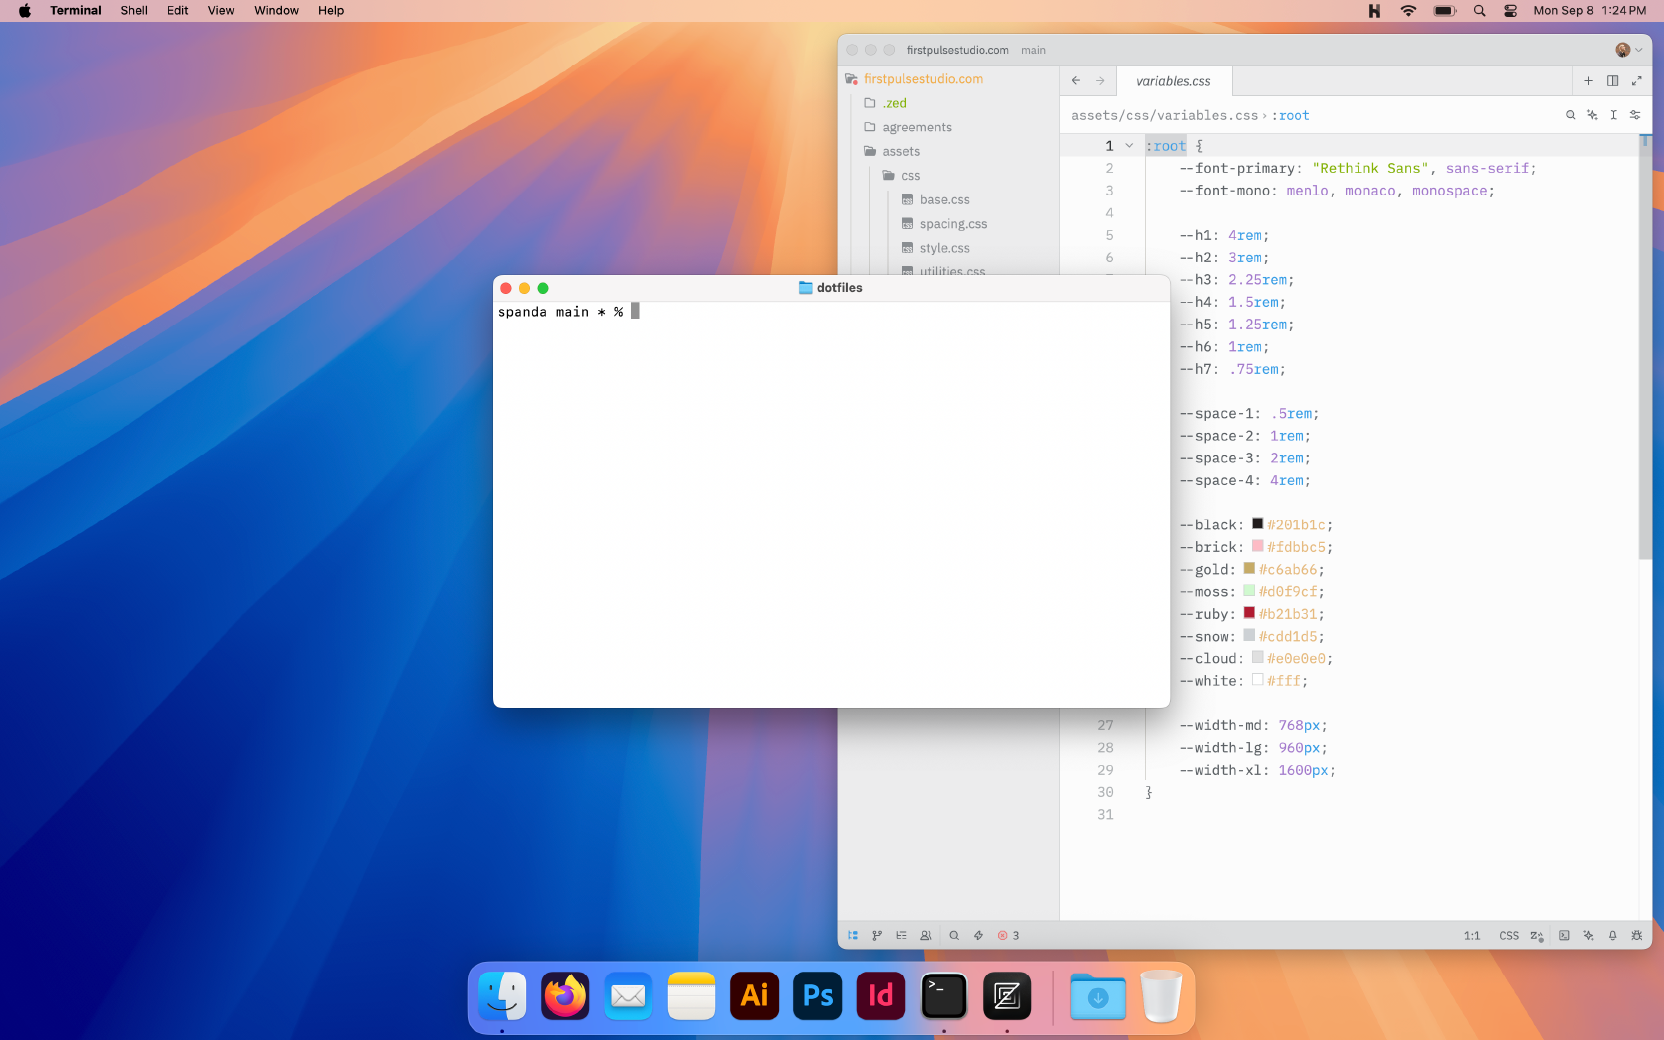 Terminal Shell Edit View Window Help
Mon Sep 8 1:24 PM
firstpulsestudio.com main
firstpulsestudio.com
.zed
agreements
assets
css
base.css
spacing.css
style.css
utilities.css
variables.css
assets/css/variables.css › :root
1 :root {
2 --font-primary: "Rethink Sans", sans-serif;
3 --font-mono: menlo, monaco, monospace;
4
5 --h1: 4rem;
6 --h2: 3rem;
--h3: 2.25rem;
--h4: 1.5rem;
--h5: 1.25rem;
--h6: 1rem;
--h7: .75rem;
--space-1: .5rem;
--space-2: 1rem;
--space-3: 2rem;
--space-4: 4rem;
--black: #201b1c;
--brick: #fdbbc5;
--gold: #c6ab66;
--moss: #d0f9cf;
--ruby: #b21b31;
--snow: #cdd1d5;
--cloud: #e0e0e0;
--white: #fff;
27 --width-md: 768px;
28 --width-lg: 960px;
29 --width-xl: 1600px;
30 }
31
dotfiles
spanda main * %
3
1:1 CSS
Ai Ps Id >_